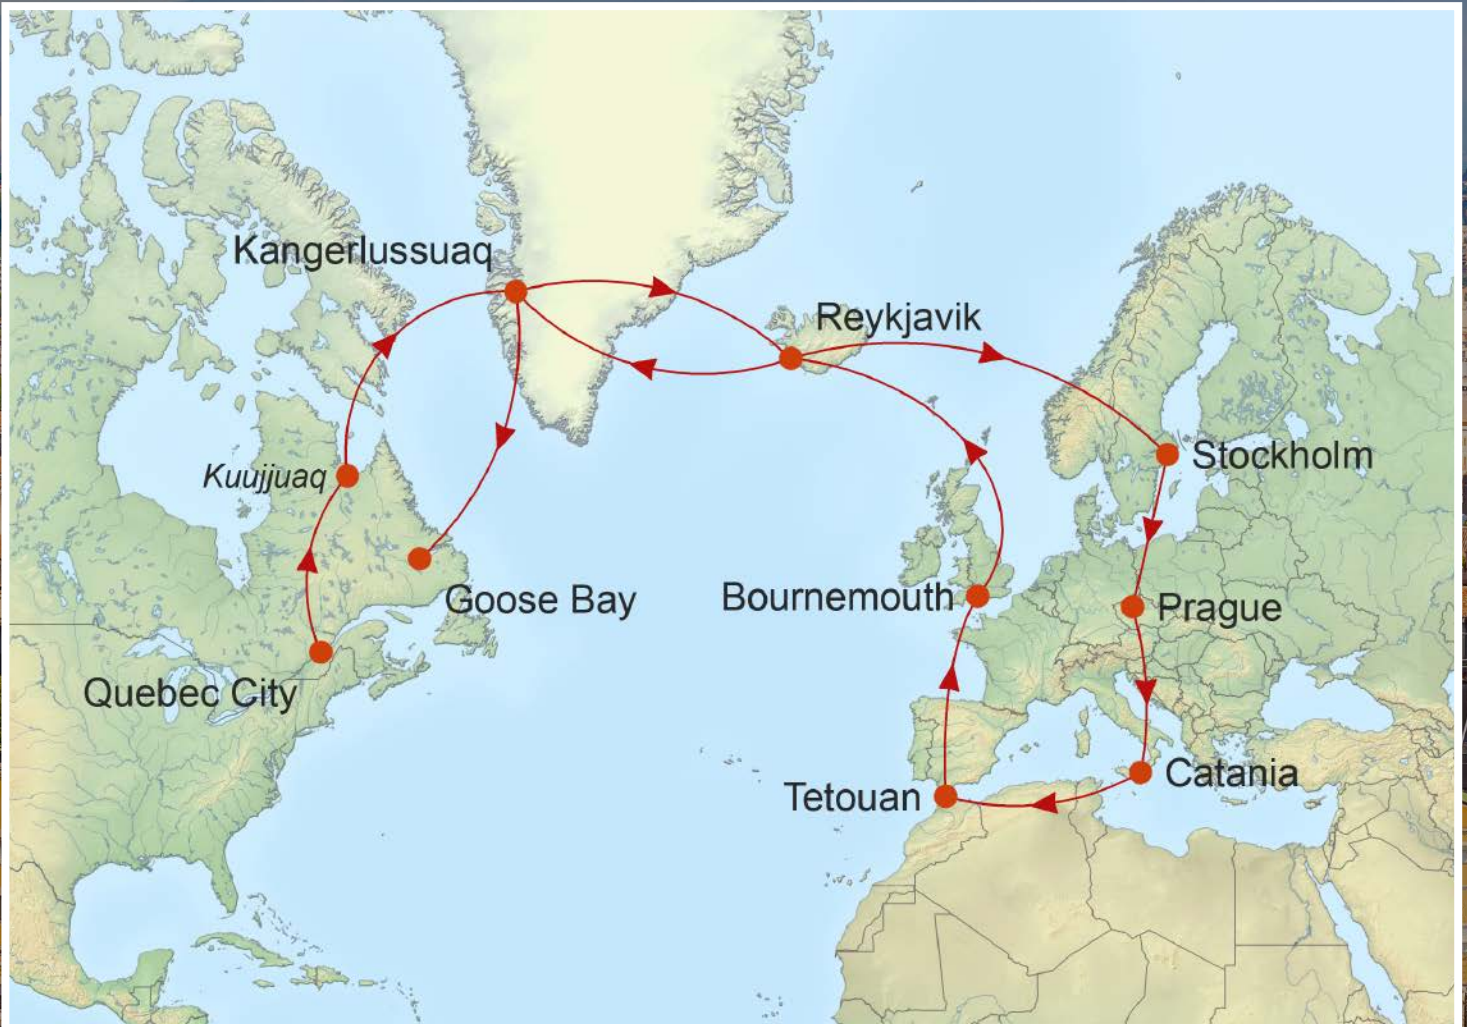 Kangerlussuaq
Reykjavik
Stockholm
Kuujjuaq
Goose Bay
Bournemouth
Prague
Quebec City
Catania
Tetouan